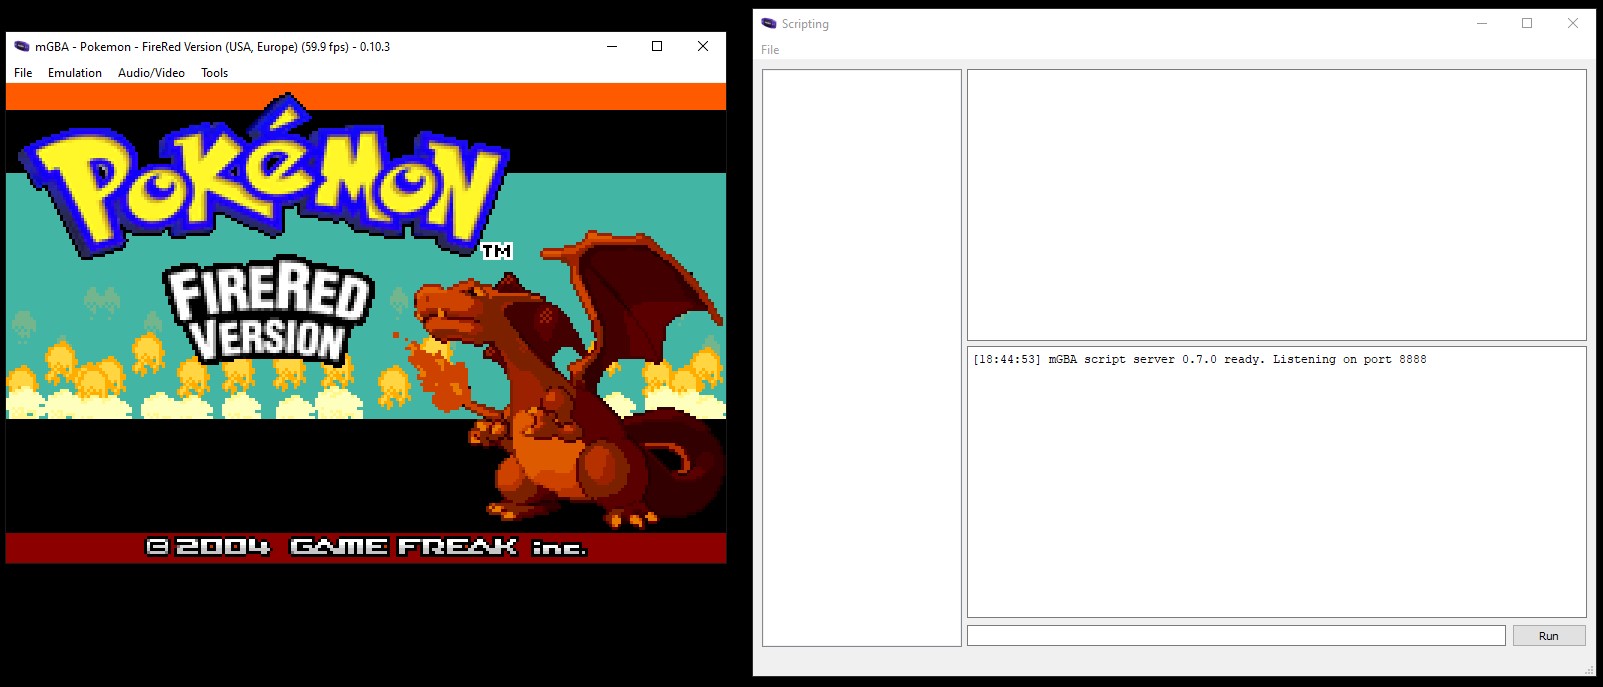 mGBA - Pokemon - FireRed Version (USA, Europe) (59.9 fps) - 0.10.3
File Emulation Audio/Video Tools
POKéMON
TM
FIRERED
VERSION
© 2004 GAME FREAK inc.
Scripting
File
[18:44:53] mGBA script server 0.7.0 ready. Listening on port 8888
Run